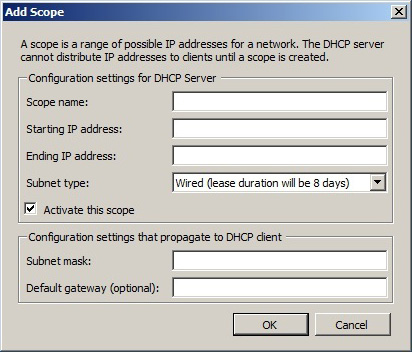 Add Scope
A scope is a range of possible IP addresses for a network. The DHCP server
cannot distribute IP addresses to clients until a scope is created.
Configuration settings for DHCP Server
Scope name:
Starting IP address:
Ending IP address:
Subnet type: Wired (lease duration will be 8 days)
Activate this scope
Configuration settings that propagate to DHCP client
Subnet mask:
Default gateway (optional):
OK Cancel